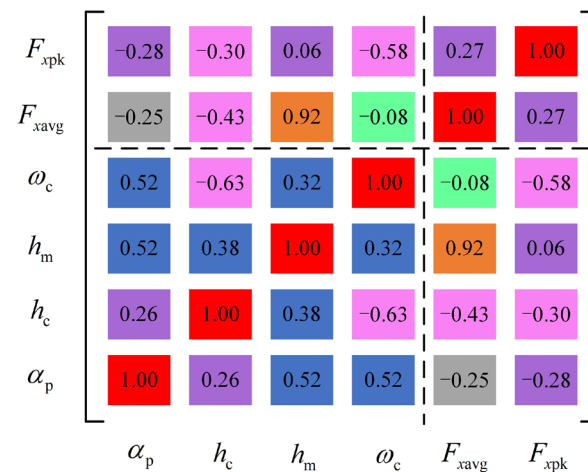 F_xpk −0.28 −0.30 0.06 −0.58 0.27 1.00
F_xavg −0.25 −0.43 0.92 −0.08 1.00 0.27
ω_c 0.52 −0.63 0.32 1.00 −0.08 −0.58
h_m 0.52 0.38 1.00 0.32 0.92 0.06
h_c 0.26 1.00 0.38 −0.63 −0.43 −0.30
α_p 1.00 0.26 0.52 0.52 −0.25 −0.28
α_p h_c h_m ω_c F_xavg F_xpk